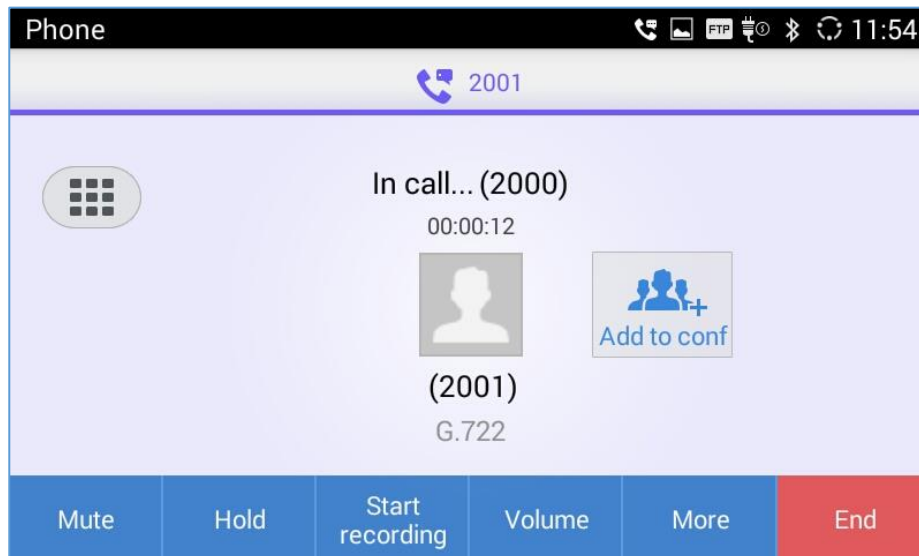 Phone
FTP
11:54
2001
In call... (2000)
00:00:12
Add to conf
(2001)
G.722
Mute
Hold
Start
recording
Volume
More
End